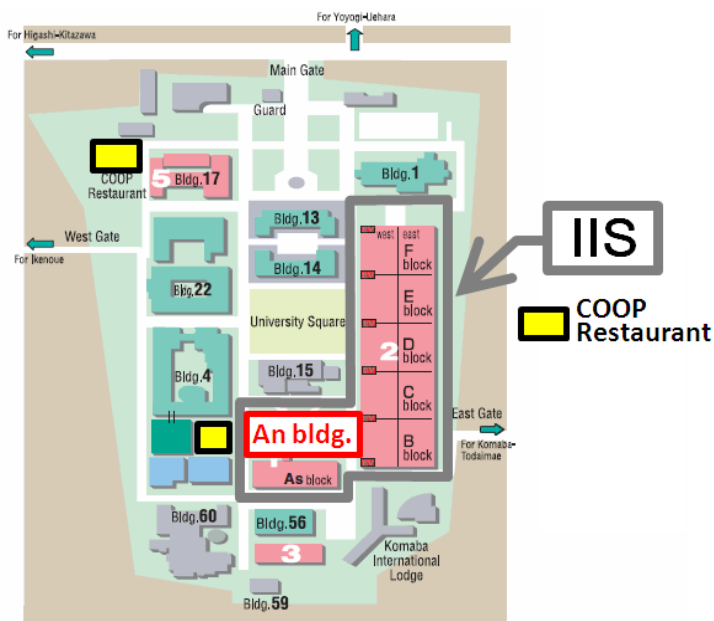 For Yoyogi-Uehara
For Higashi-Kitazawa
Main Gate
Guard
COOP
Restaurant
5
Bldg.17
Bldg.1
West Gate
For Ikenoue
Bldg.13
Bldg.14
Bldg.22
University Square
west
east
F
block
E
block
2
D
block
C
block
B
block
IIS
COOP
Restaurant
Bldg.4
Bldg.15
An bldg.
As block
East Gate
For Komaba-
Todaimae
Bldg.60
Bldg.56
3
Komaba
International
Lodge
Bldg.59